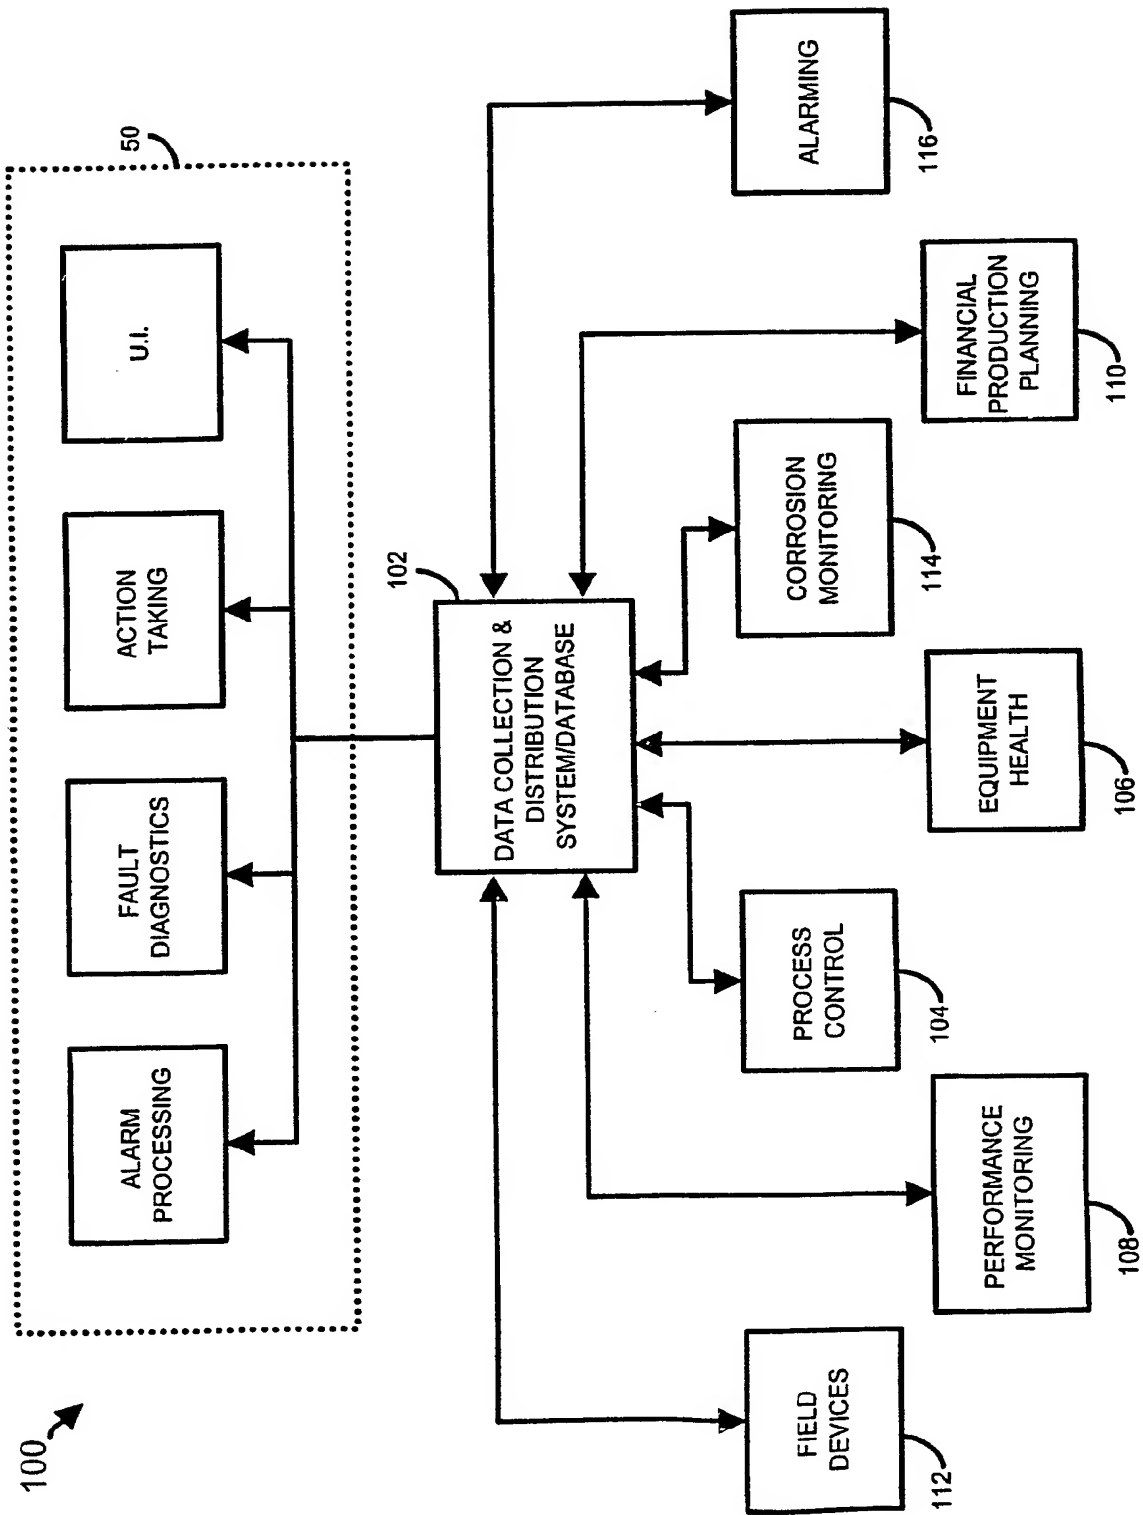 100
50
ALARM
PROCESSING
FAULT
DIAGNOSTICS
ACTION
TAKING
U.I.
102
DATA COLLECTION &
DISTRIBUTION
SYSTEM/DATABASE
FIELD
DEVICES
112
PERFORMANCE
MONITORING
108
PROCESS
CONTROL
104
EQUIPMENT
HEALTH
106
CORROSION
MONITORING
114
FINANCIAL
PRODUCTION
PLANNING
110
ALARMING
116